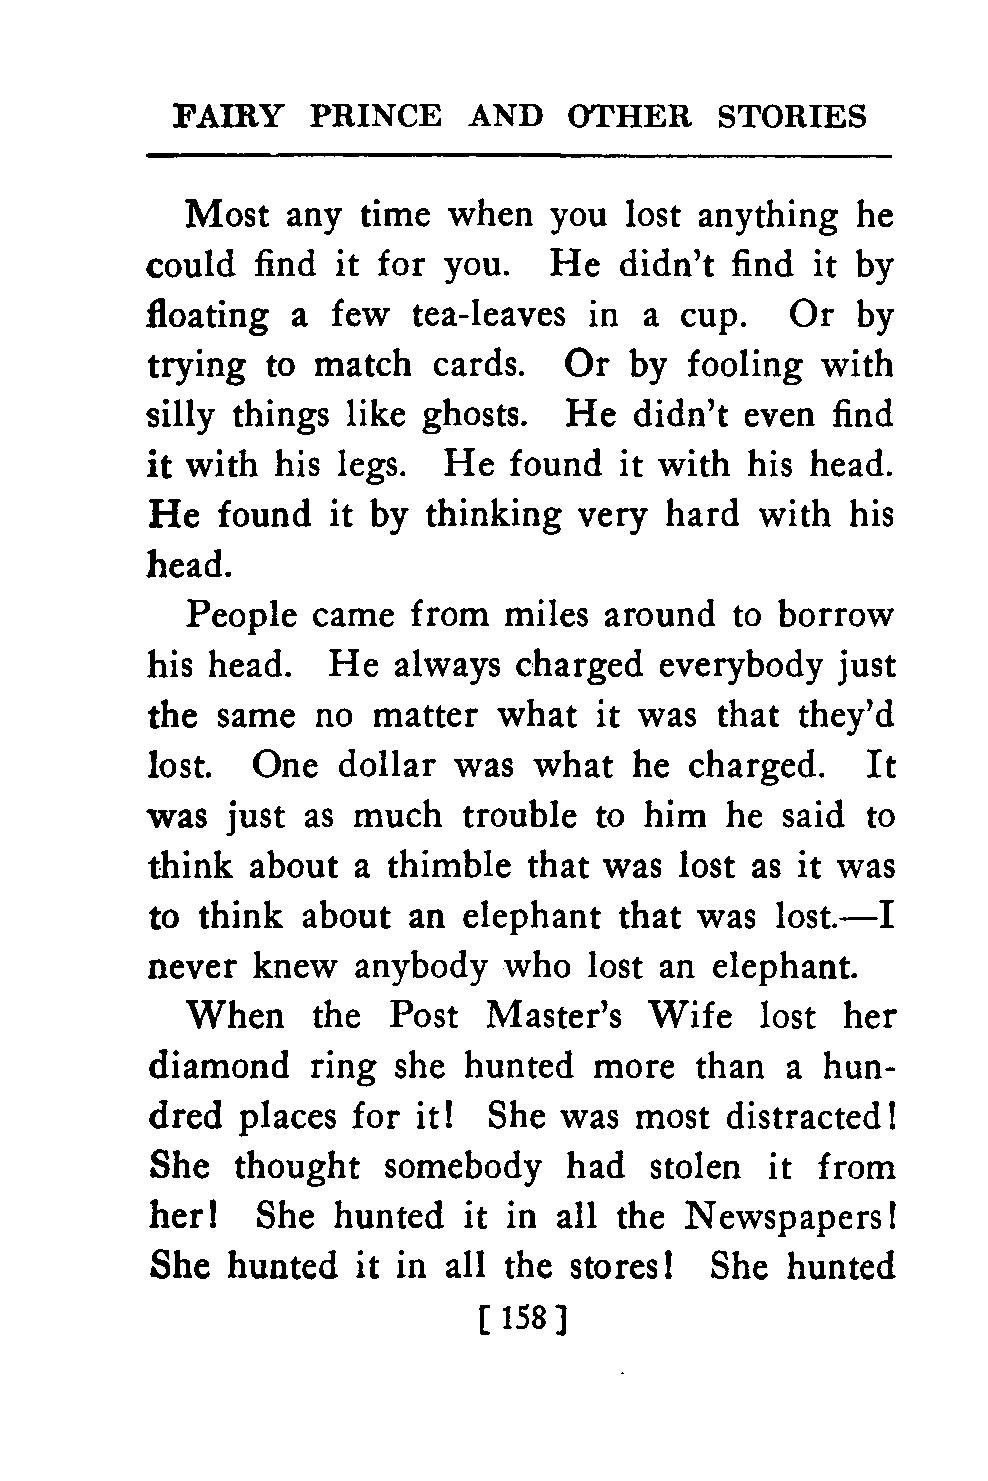 FAIRY PRINCE AND OTHER STORIES
Most any time when you lost anything he
could find it for you. He didn't find it by
floating a few tea-leaves in a cup. Or by
trying to match cards. Or by fooling with
silly things like ghosts. He didn't even find
it with his legs. He found it with his head.
He found it by thinking very hard with his
head.
People came from miles around to borrow
his head. He always charged everybody just
the same no matter what it was that they'd
lost. One dollar was what he charged. It
was just as much trouble to him he said to
think about a thimble that was lost as it was
to think about an elephant that was lost.—I
never knew anybody who lost an elephant.
When the Post Master's Wife lost her
diamond ring she hunted more than a hun-
dred places for it! She was most distracted!
She thought somebody had stolen it from
her! She hunted it in all the Newspapers!
She hunted it in all the stores! She hunted
[ 158 ]